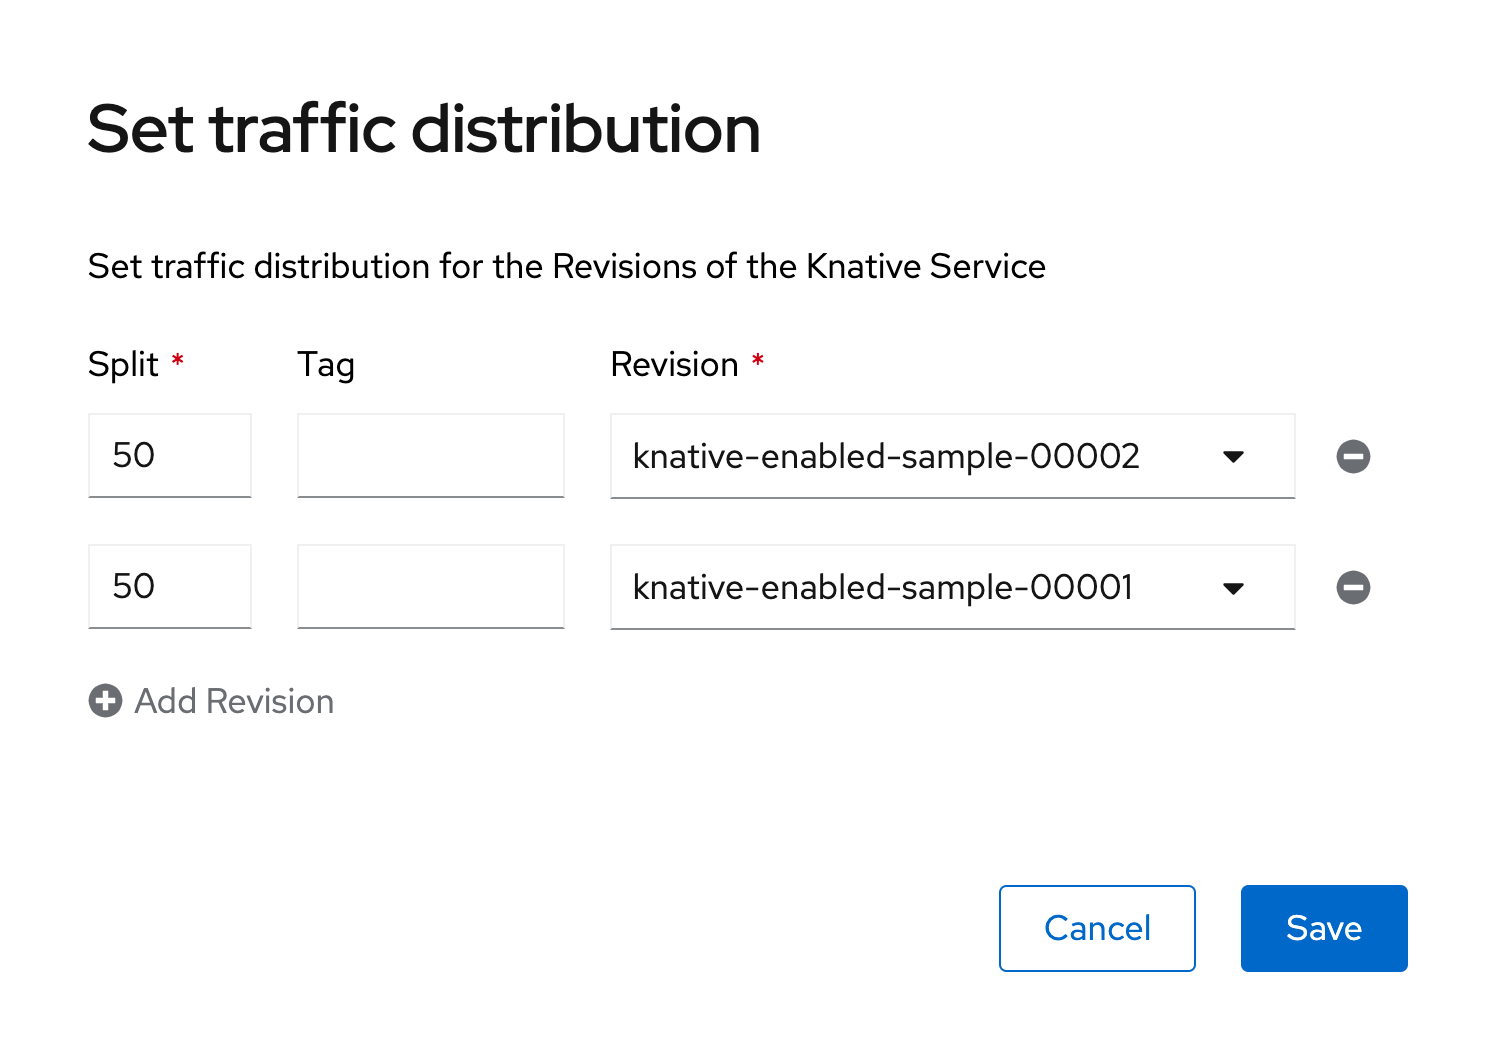 Set traffic distribution
Set traffic distribution for the Revisions of the Knative Service
Split * Tag Revision *
50 knative-enabled-sample-00002
50 knative-enabled-sample-00001
Add Revision
Cancel Save